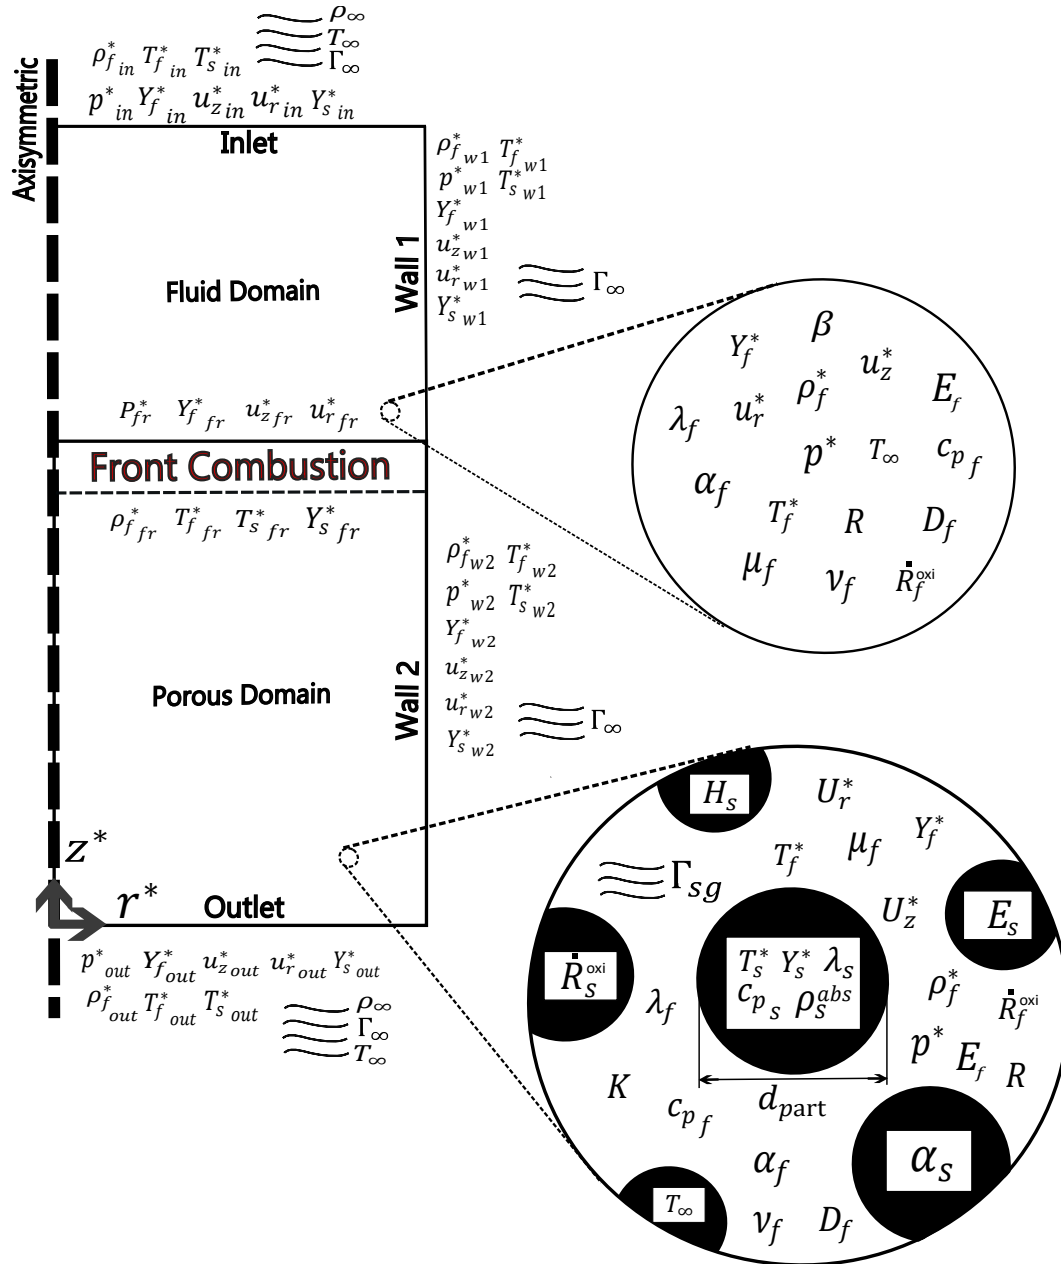 ρ∞
T∞
Γ∞
ρ*f in T*f in T*s in
p*in Y*f in u*z in u*r in Y*s in
Axisymmetric
Inlet
ρ*f w1 T*f w1
p*w1 T*s w1
Y*f w1
u*z w1
u*r w1
Y*s w1
Wall 1
Γ∞
Fluid Domain
P*fr Y*f fr u*z fr u*r fr
Front Combustion
ρ*f fr T*f fr T*s fr Y*s fr
β
Y*f u*z
ρ*f E f
λf u*r
p* T∞ cp f
αf
T*f R Df
μf νf Ṙf oxi
ρ*f w2 T*f w2
p*w2 T*s w2
Y*f w2
u*z w2
u*r w2
Y*s w2
Wall 2
Γ∞
Porous Domain
z*
r*
Outlet
p*out Y*f out u*z out u*r out Y*s out
ρ*f out T*f out T*s out
ρ∞
Γ∞
T∞
Hs U*r
T*f μf Y*f
Γsg
U*z Es
Ṙs oxi
T*s Y*s λs
cp s ρs abs
λf
ρ*f Ṙf oxi
p* E f R
K
cp f
dpart
αf αs
T∞
νf Df